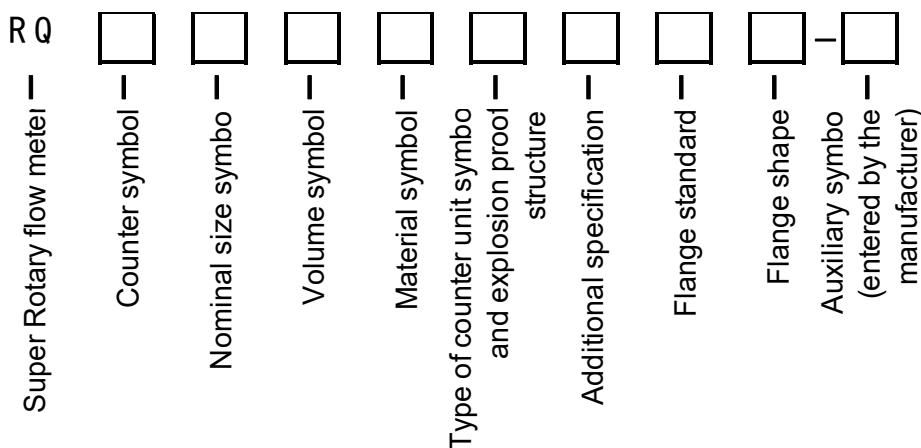 RQ
–
Super Rotary flow meter
Counter symbol
Nominal size symbo
Volume symbol
Material symbol
Type of counter unit symbo
and explosion proof
structure
Additional specification
Flange standard
Flange shape
Auxiliary symbo
(entered by the
manufacturer)